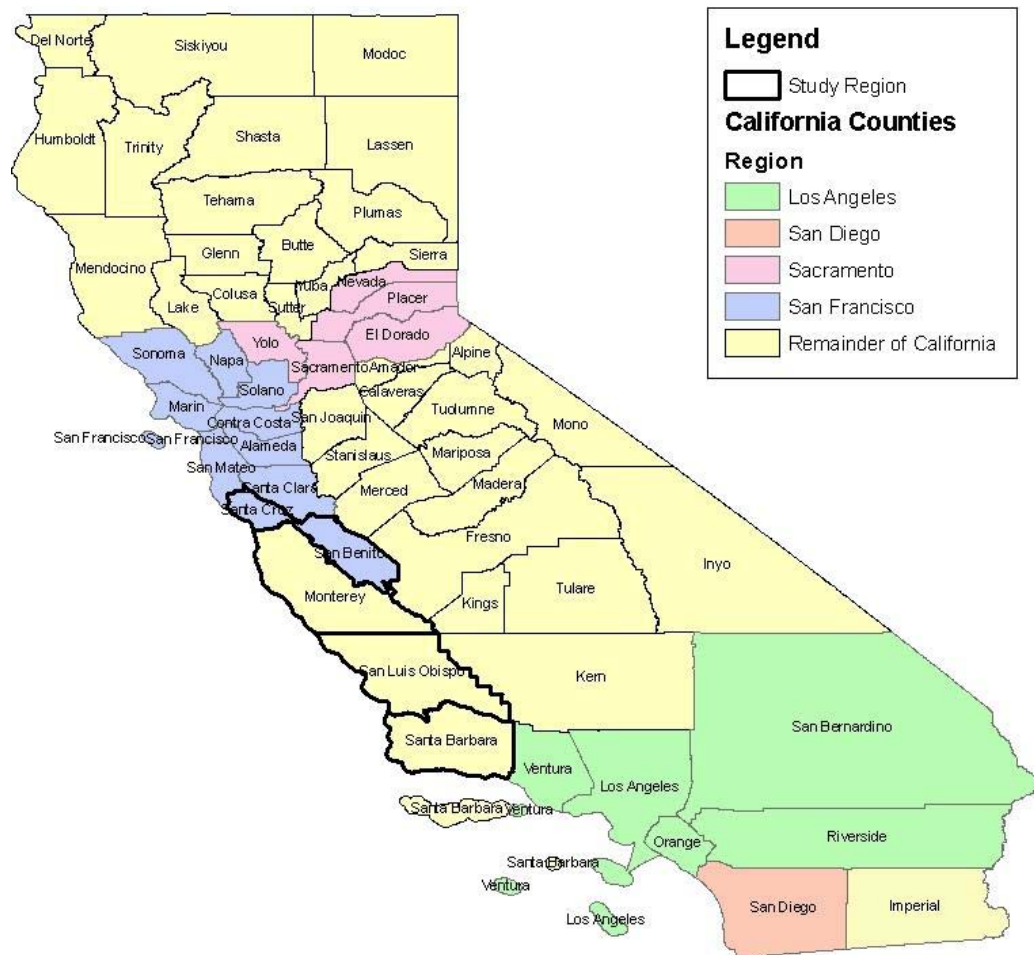 Legend
Study Region
California Counties
Region
Los Angeles
San Diego
Sacramento
San Francisco
Remainder of California
Del Norte
Siskiyou
Modoc
Humboldt
Trinity
Shasta
Lassen
Tehama
Plumas
Mendocino
Glenn
Butte
Sierra
Lake
Colusa
Sutter
Yuba
Nevada
Placer
El Dorado
Sonoma
Napa
Yolo
Sacramento
Amador
Alpine
Solano
Calaveras
Marin
Contra Costa
San Joaquin
Tuolumne
Mono
San Francisco
San Francisco
Alameda
Stanislaus
Mariposa
San Mateo
Santa Clara
Merced
Madera
Santa Cruz
San Benito
Fresno
Inyo
Monterey
Kings
Tulare
San Luis Obispo
Kern
San Bernardino
Santa Barbara
Ventura
Los Angeles
Santa Barbara
Ventura
Orange
Riverside
Santa Barbara
Ventura
Los Angeles
San Diego
Imperial